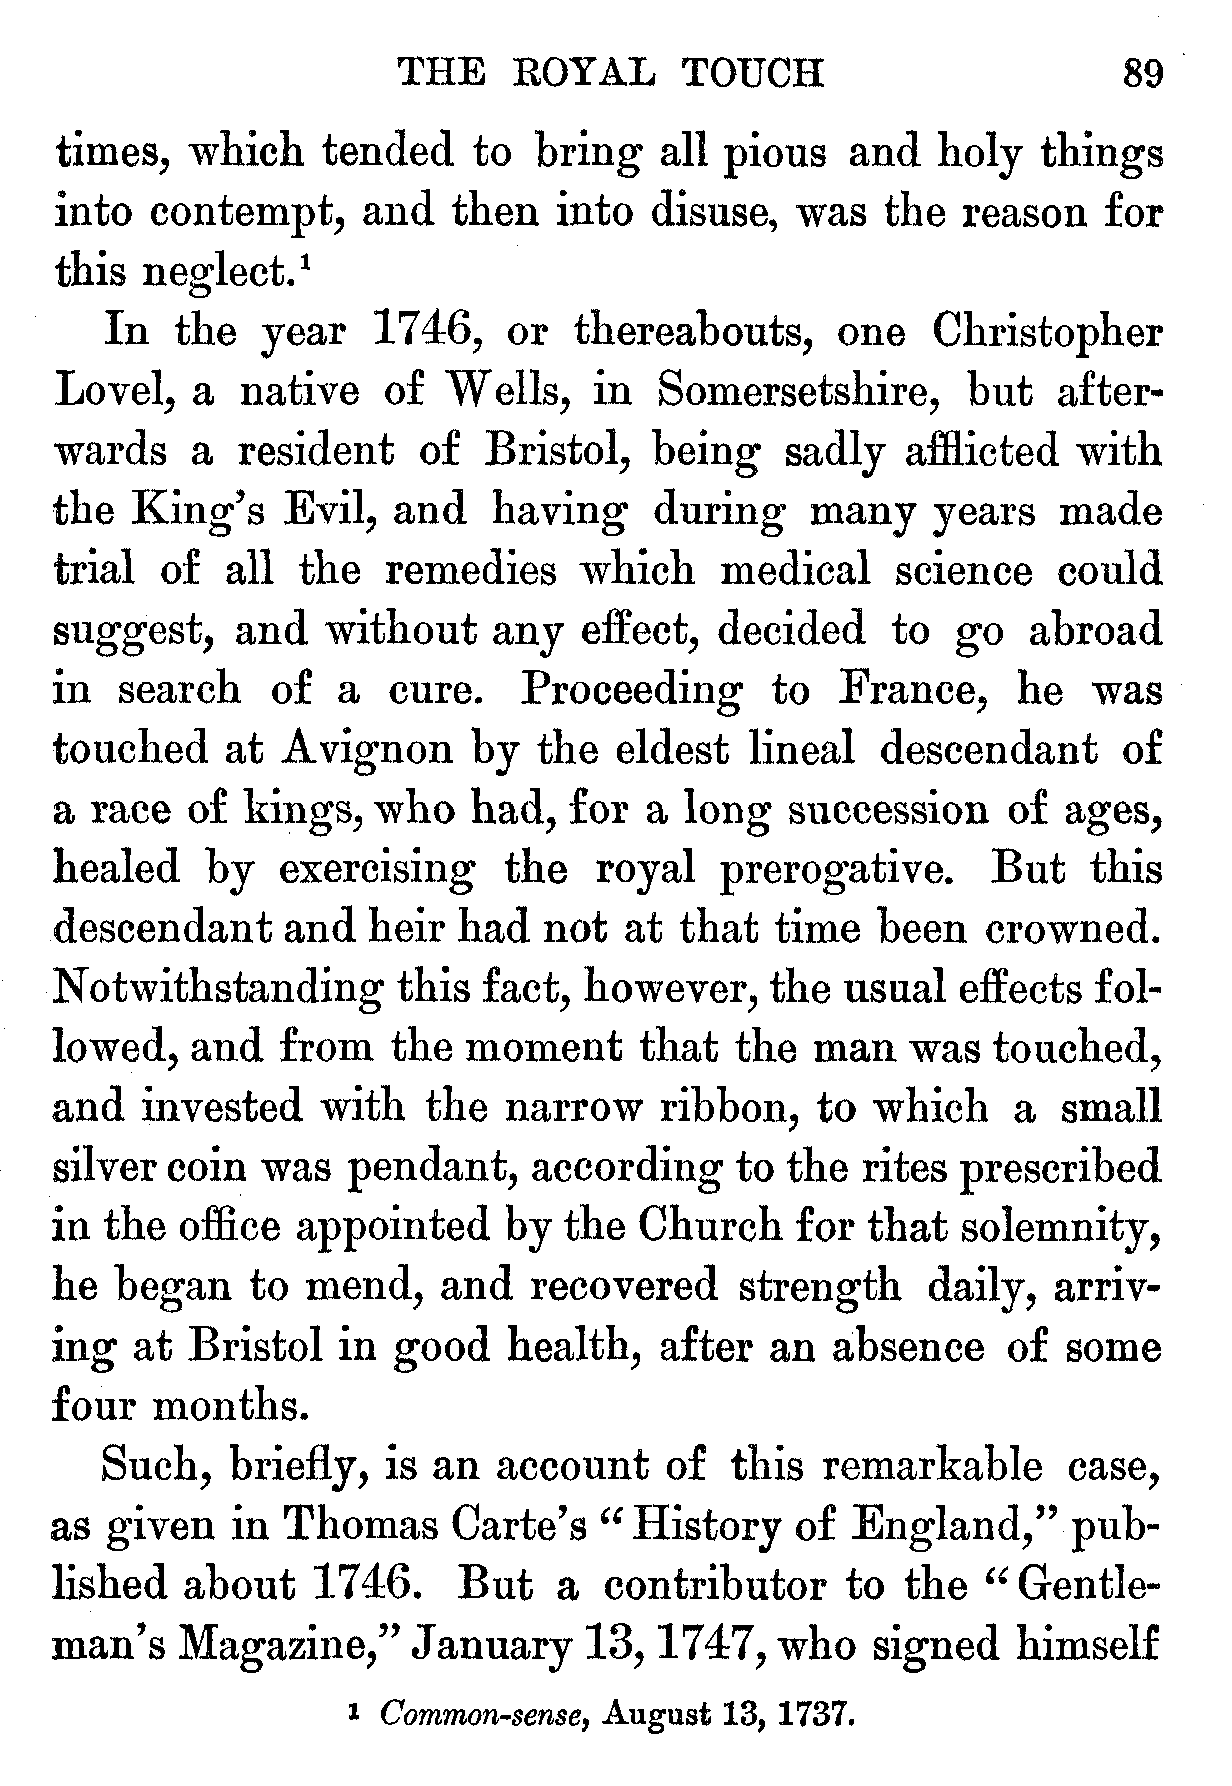 THE ROYAL TOUCH 89
times, which tended to bring all pious and holy things
into contempt, and then into disuse, was the reason for
this neglect.¹
In the year 1746, or thereabouts, one Christopher
Lovel, a native of Wells, in Somersetshire, but after-
wards a resident of Bristol, being sadly afflicted with
the King's Evil, and having during many years made
trial of all the remedies which medical science could
suggest, and without any effect, decided to go abroad
in search of a cure. Proceeding to France, he was
touched at Avignon by the eldest lineal descendant of
a race of kings, who had, for a long succession of ages,
healed by exercising the royal prerogative. But this
descendant and heir had not at that time been crowned.
Notwithstanding this fact, however, the usual effects fol-
lowed, and from the moment that the man was touched,
and invested with the narrow ribbon, to which a small
silver coin was pendant, according to the rites prescribed
in the office appointed by the Church for that solemnity,
he began to mend, and recovered strength daily, arriv-
ing at Bristol in good health, after an absence of some
four months.
Such, briefly, is an account of this remarkable case,
as given in Thomas Carte's "History of England," pub-
lished about 1746. But a contributor to the "Gentle-
man's Magazine," January 13, 1747, who signed himself
¹ Common-sense, August 13, 1737.